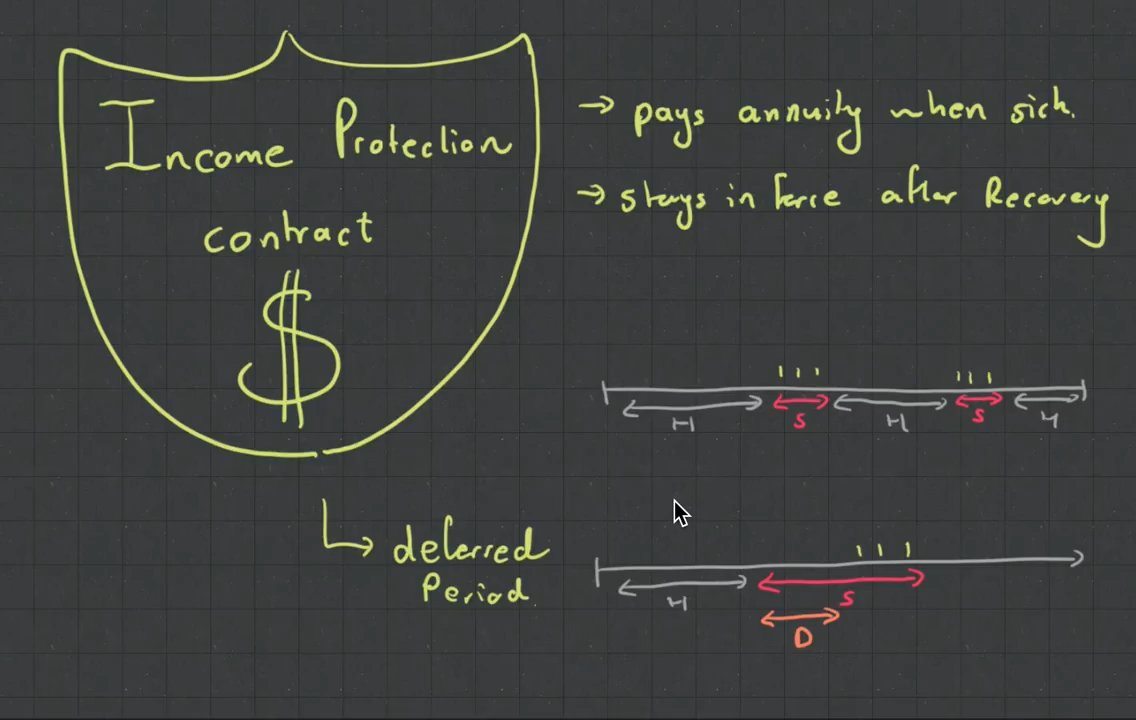 Income Protection
contract
$
→ pays annuity when sick.
→ stays in force after Recovery
H S H S H
deferred
Period.
H S
D